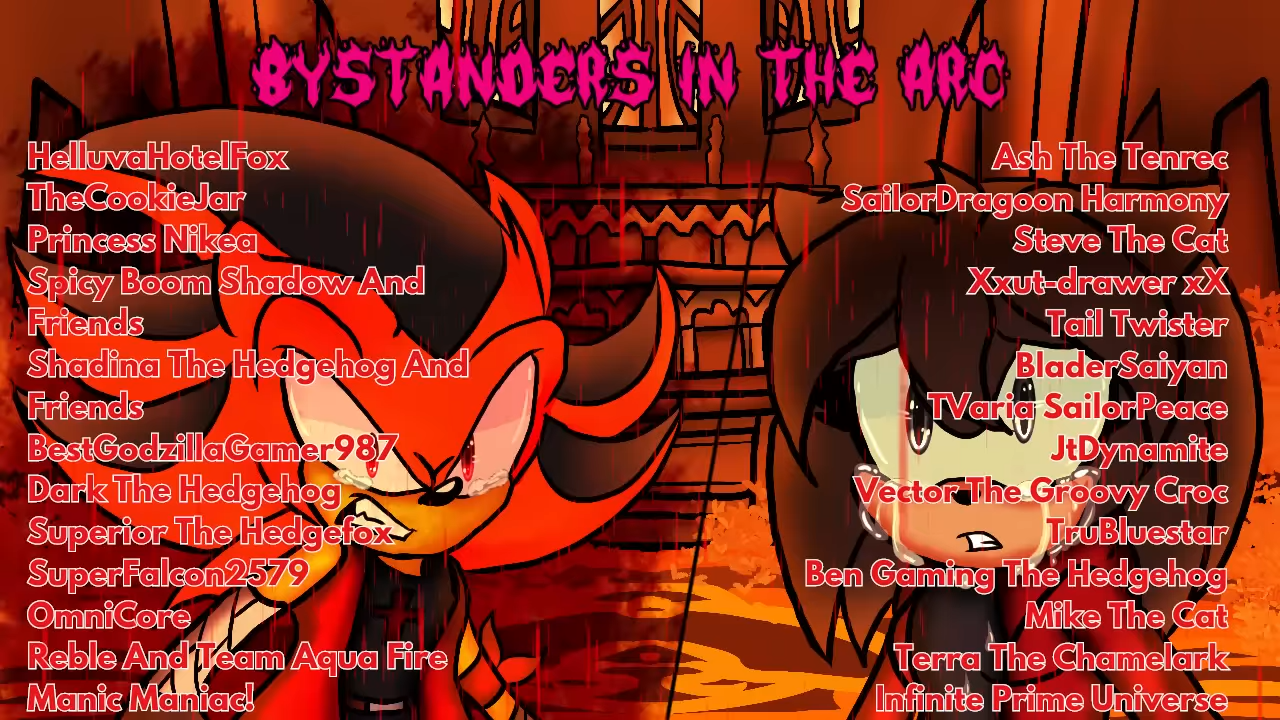 BYSTANDERS IN THE ARC
HelluvaHotelFox
TheCookieJar
Princess Nikea
Spicy Boom Shadow And
Friends
Shadina The Hedgehog And
Friends
BestGodzillaGamer987
Dark The Hedgehog
Superior The Hedgefox
SuperFalcon2579
OmniCore
Reble And Team Aqua Fire
Manic Maniac!
Ash The Tenrec
SailorDragoon Harmony
Steve The Cat
Xxut-drawer xX
Tail Twister
BladerSaiyan
TVaria SailorPeace
JtDynamite
Vector The Groovy Croc
TruBluestar
Ben Gaming The Hedgehog
Mike The Cat
Terra The Chamelark
Infinite Prime Universe